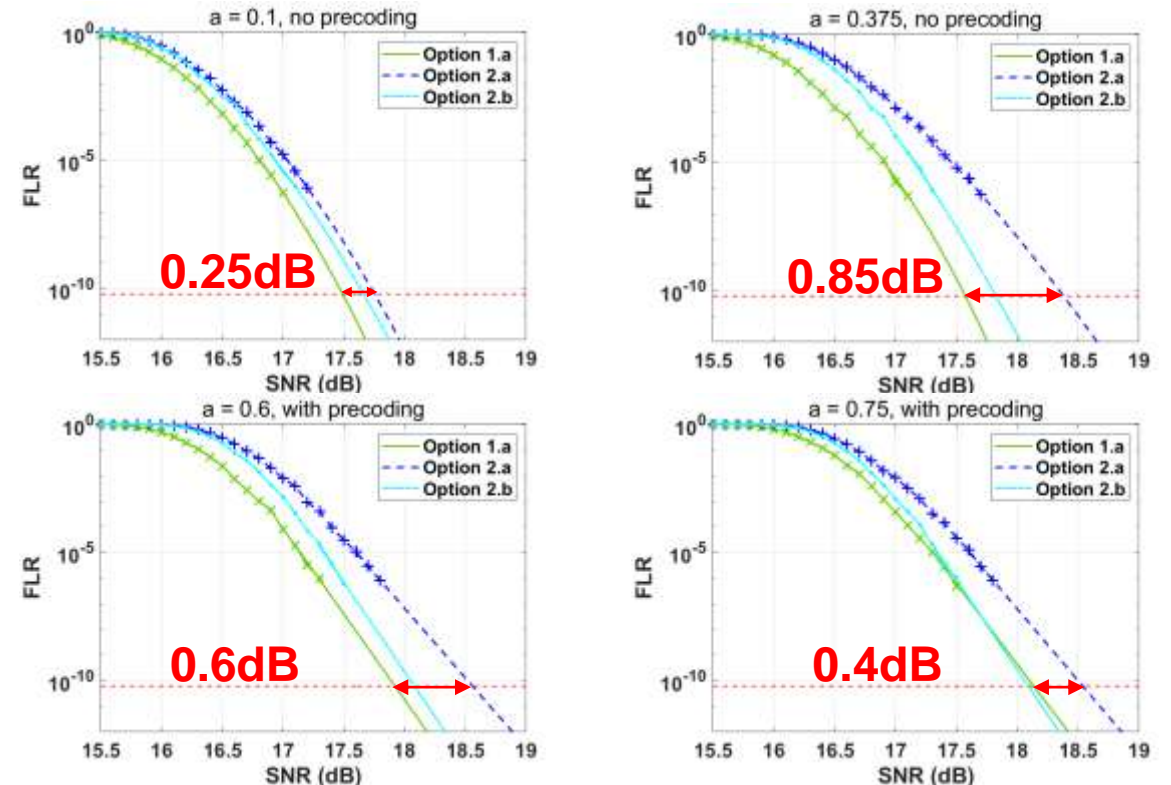 a = 0.1, no precoding
10^0
10^-5
10^-10
FLR
Option 1.a
Option 2.a
Option 2.b
0.25dB
15.5 16 16.5 17 17.5 18 18.5 19
SNR (dB)
a = 0.375, no precoding
10^0
10^-5
10^-10
FLR
Option 1.a
Option 2.a
Option 2.b
0.85dB
15.5 16 16.5 17 17.5 18 18.5 19
SNR (dB)
a = 0.6, with precoding
10^0
10^-5
10^-10
FLR
Option 1.a
Option 2.a
Option 2.b
0.6dB
15.5 16 16.5 17 17.5 18 18.5 19
SNR (dB)
a = 0.75, with precoding
10^0
10^-5
10^-10
FLR
Option 1.a
Option 2.a
Option 2.b
0.4dB
15.5 16 16.5 17 17.5 18 18.5 19
SNR (dB)